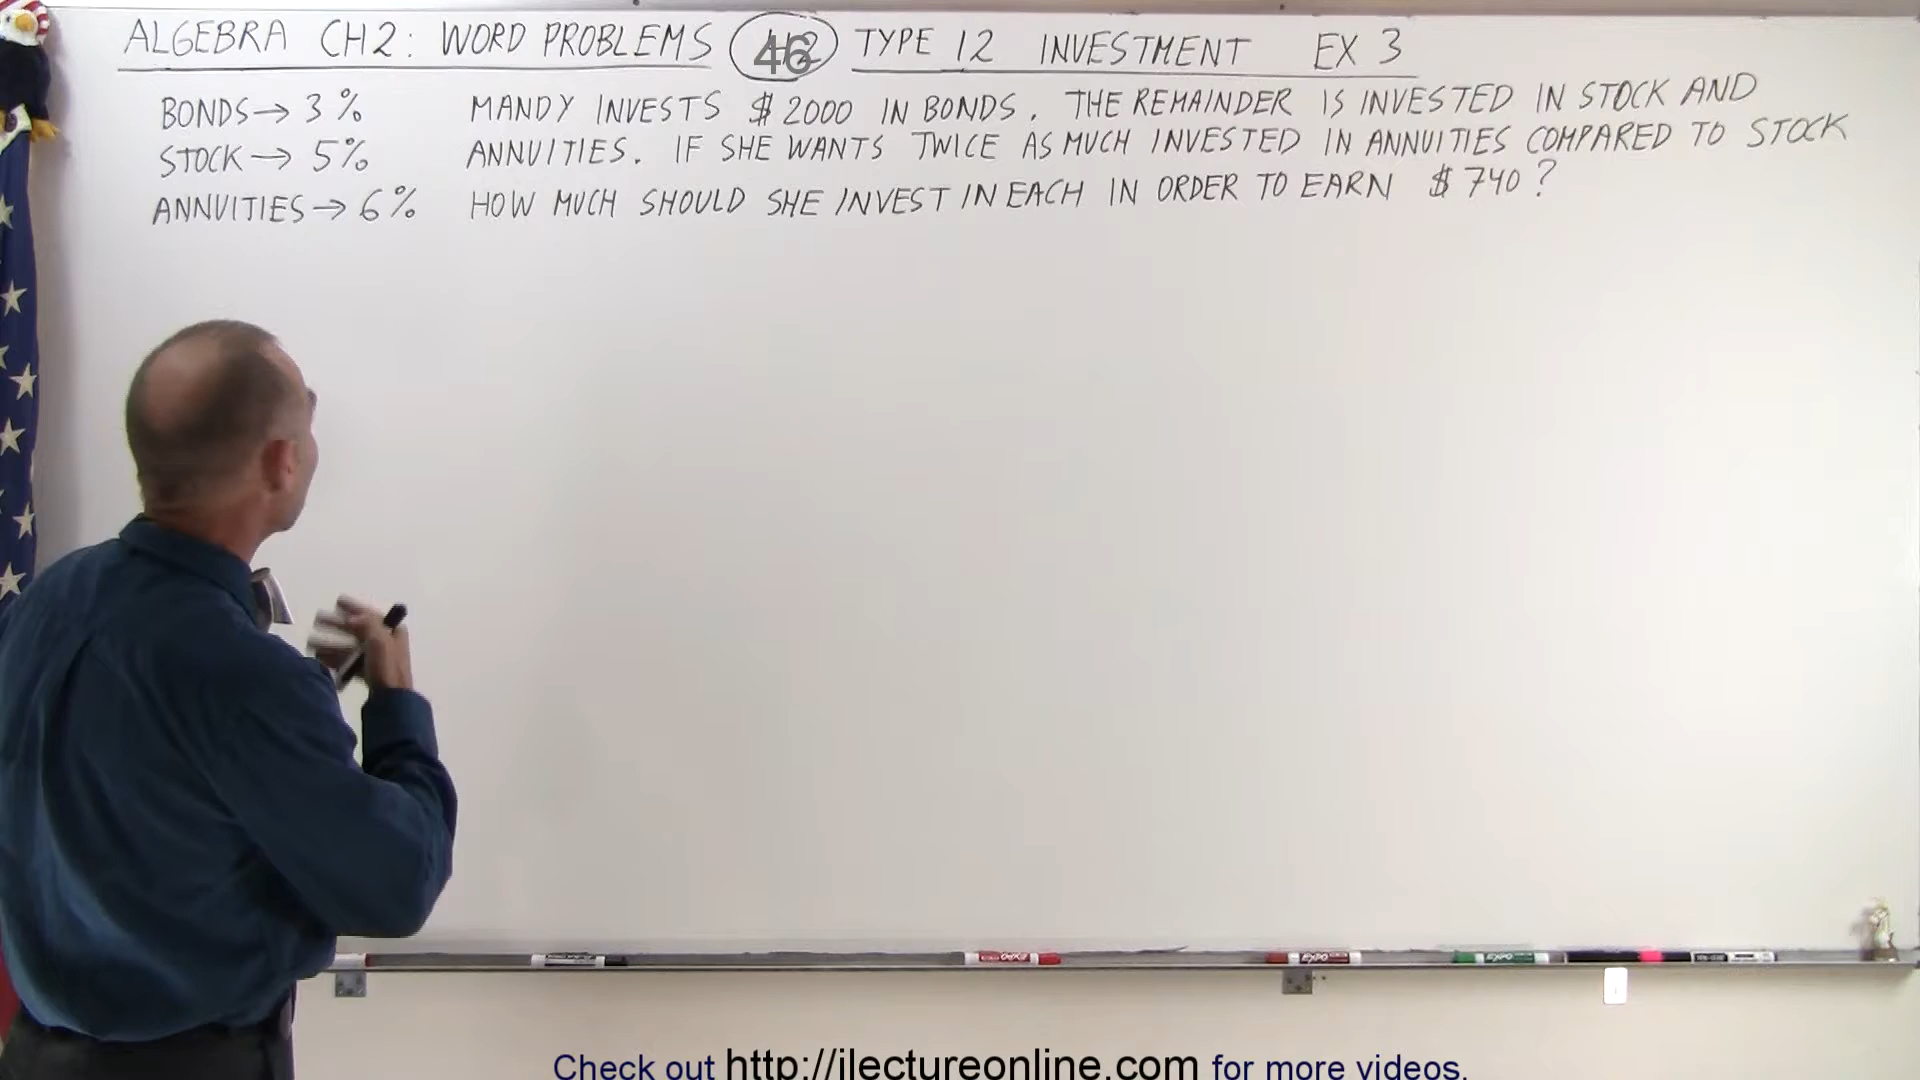 ALGEBRA CH2: WORD PROBLEMS 46 TYPE 12 INVESTMENT EX 3
BONDS → 3%
STOCK → 5%
ANNUITIES → 6%
MANDY INVESTS $2000 IN BONDS. THE REMAINDER IS INVESTED IN STOCK AND
ANNUITIES. IF SHE WANTS TWICE AS MUCH INVESTED IN ANNUITIES COMPARED TO STOCK
HOW MUCH SHOULD SHE INVEST IN EACH IN ORDER TO EARN $740?
EXPO
EXPO
Check out http://ilectureonline.com for more videos.